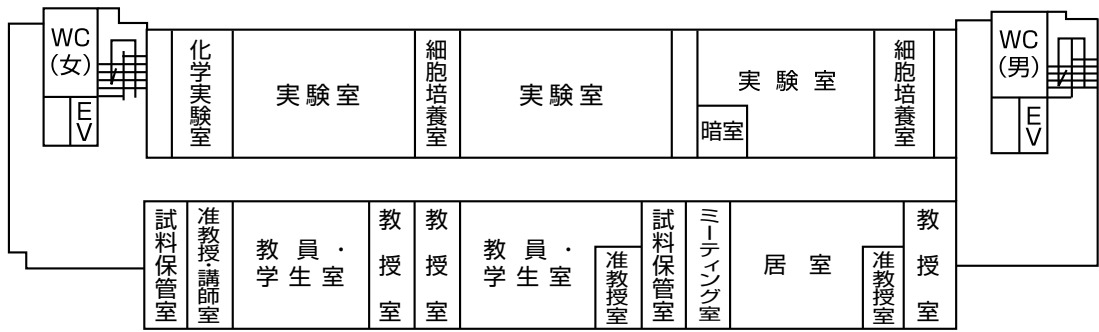 WC
(女)
EV
化学実験室
実験室
細胞培養室
実験室
実験室
暗室
細胞培養室
WC
(男)
EV
試料保管室
准教授・講師室
教員・
学生室
教授室
教授室
教員・
学生室
准教授室
試料保管室
ミーティング室
居室
准教授室
教授室